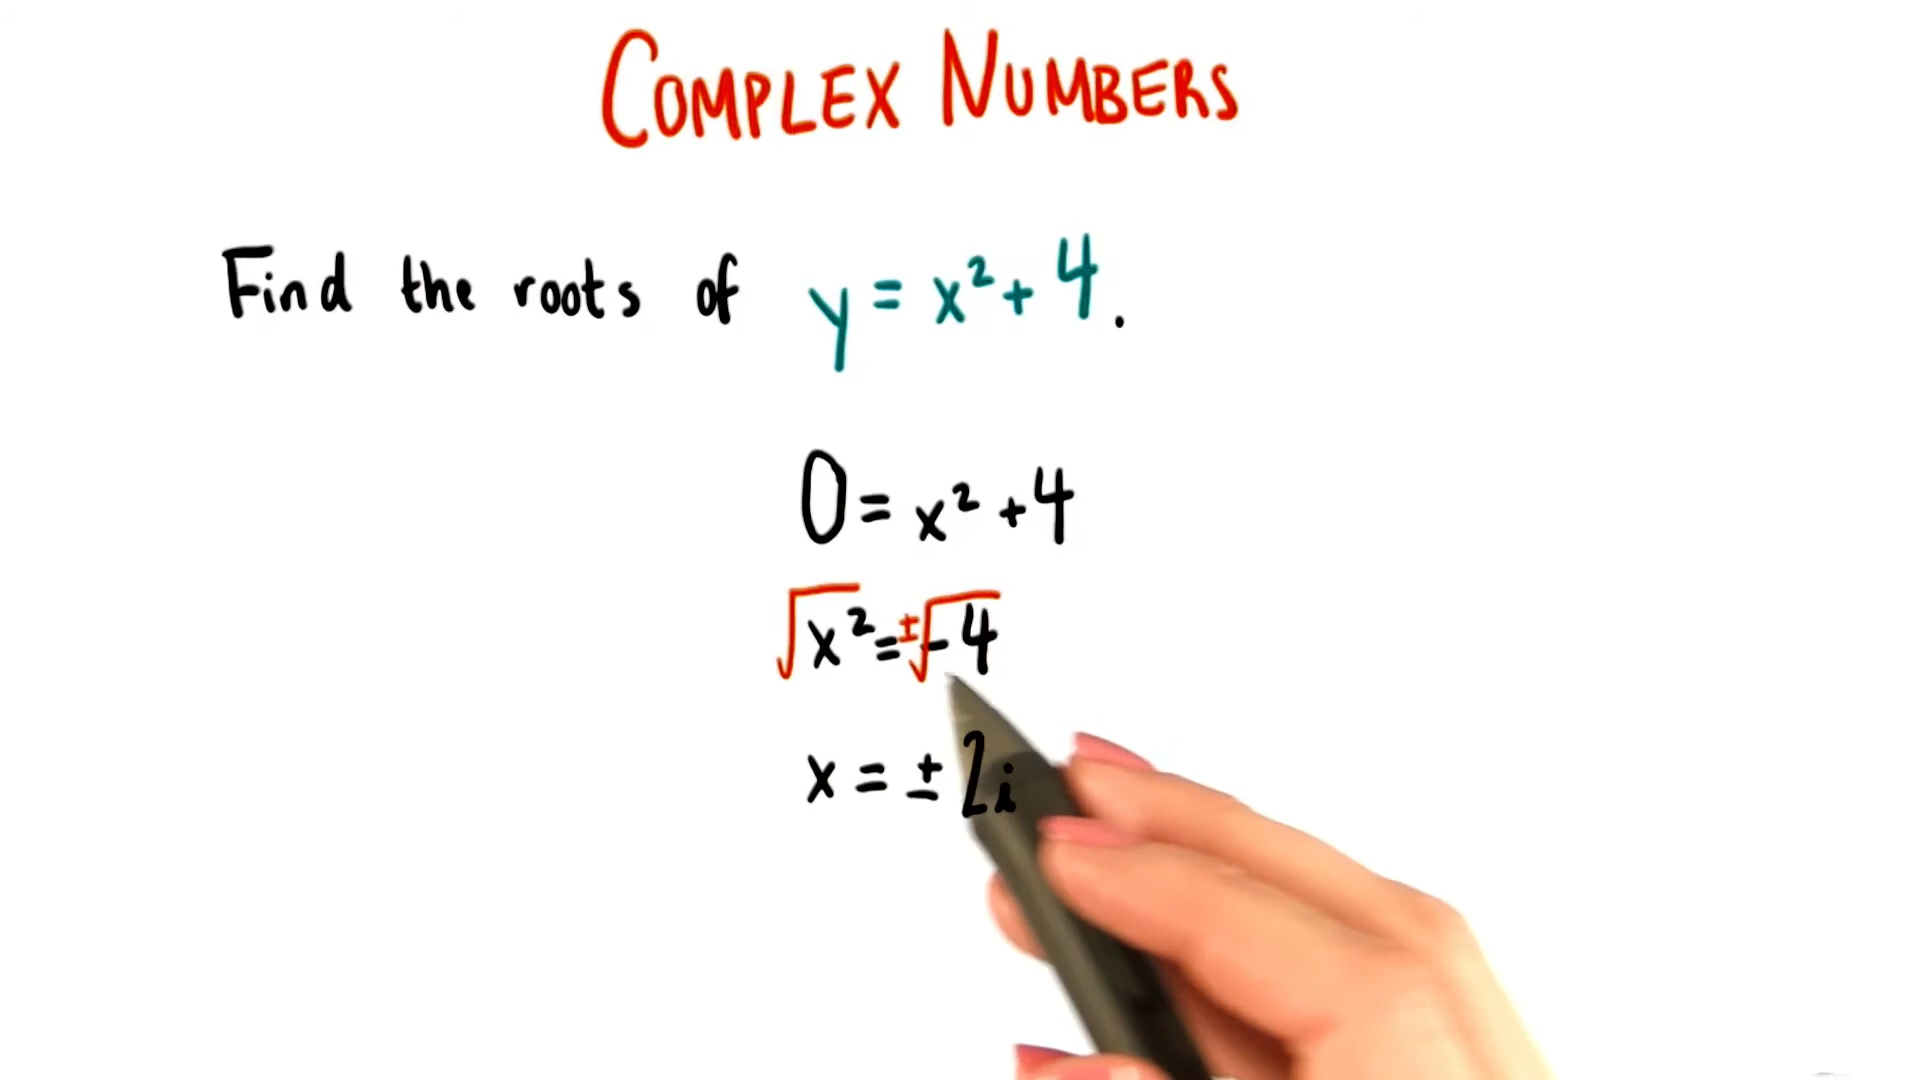 COMPLEX NUMBERS
Find the roots of y = x² + 4.
0 = x² + 4
√x² = ±√-4
x = ± 2i